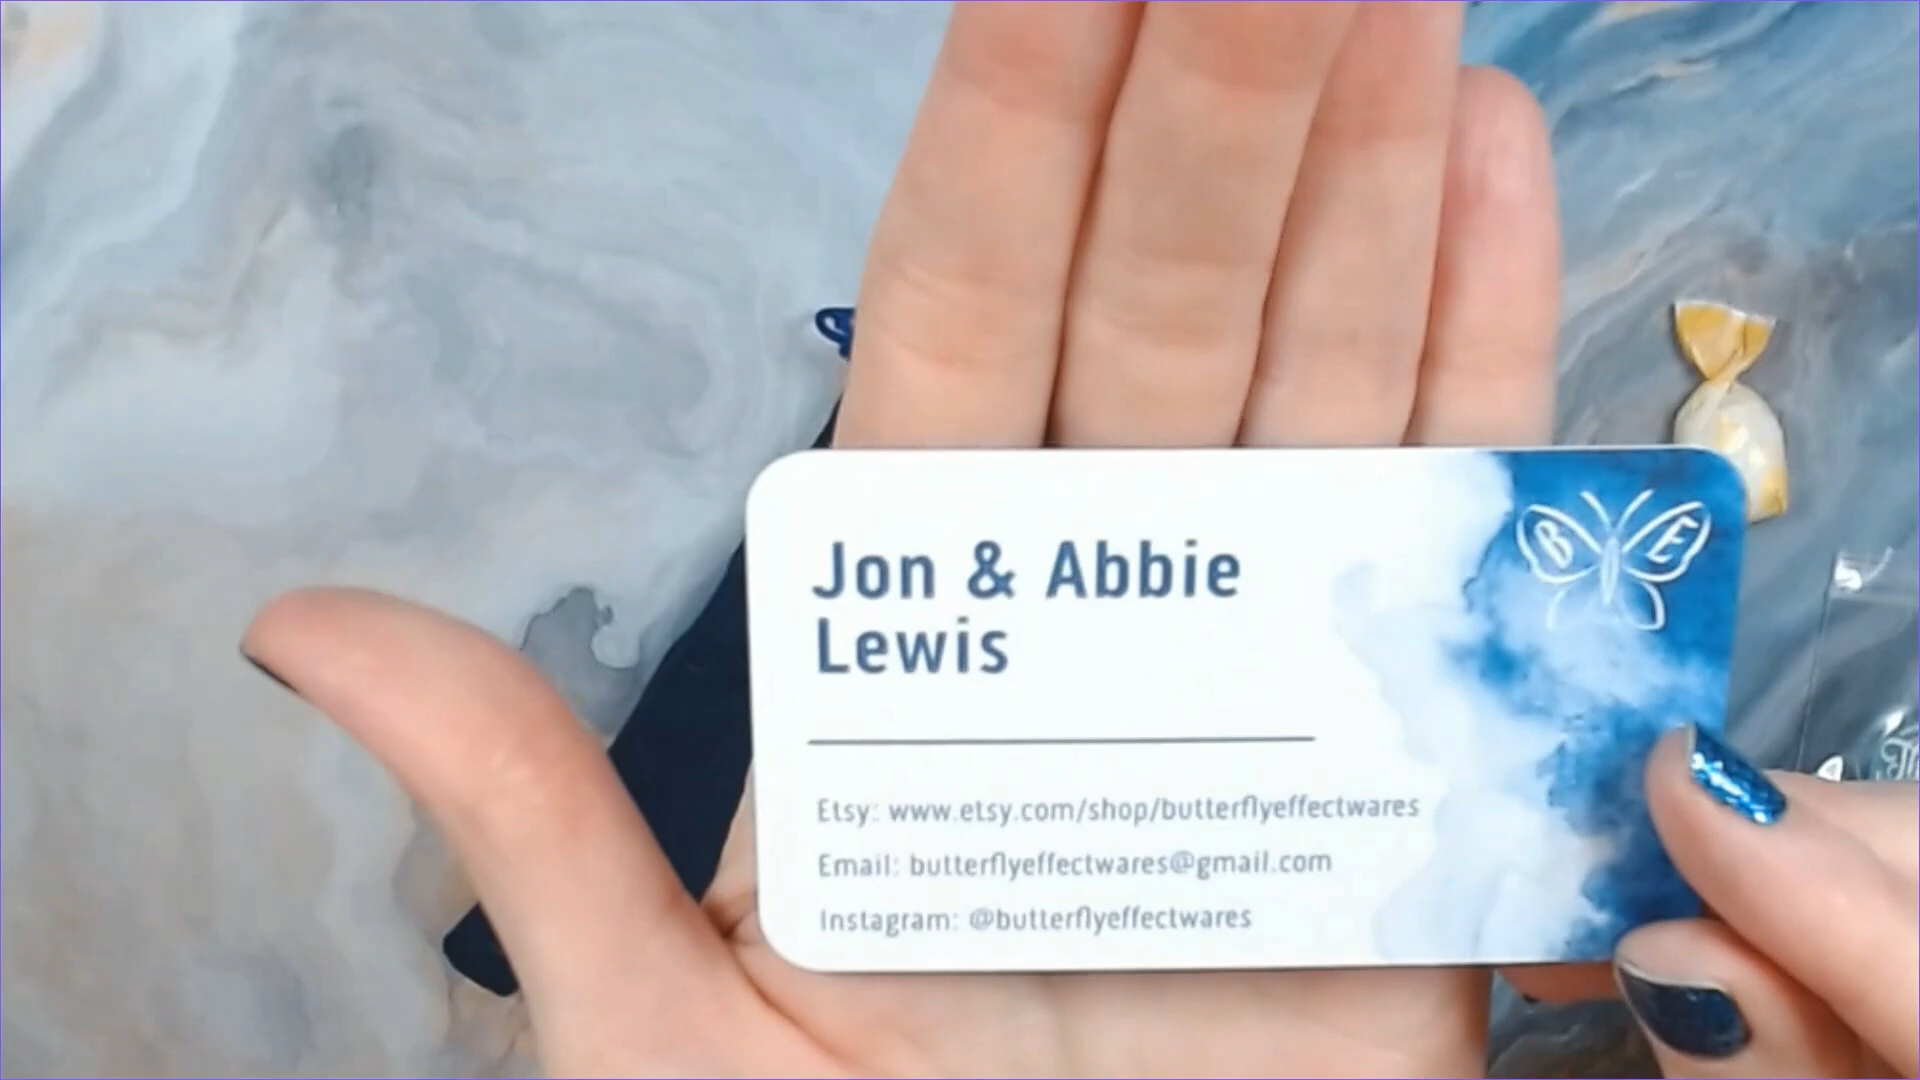 B E
Jon & Abbie
Lewis
Etsy: www.etsy.com/shop/butterflyeffectwares
Email: butterflyeffectwares@gmail.com
Instagram: @butterflyeffectwares